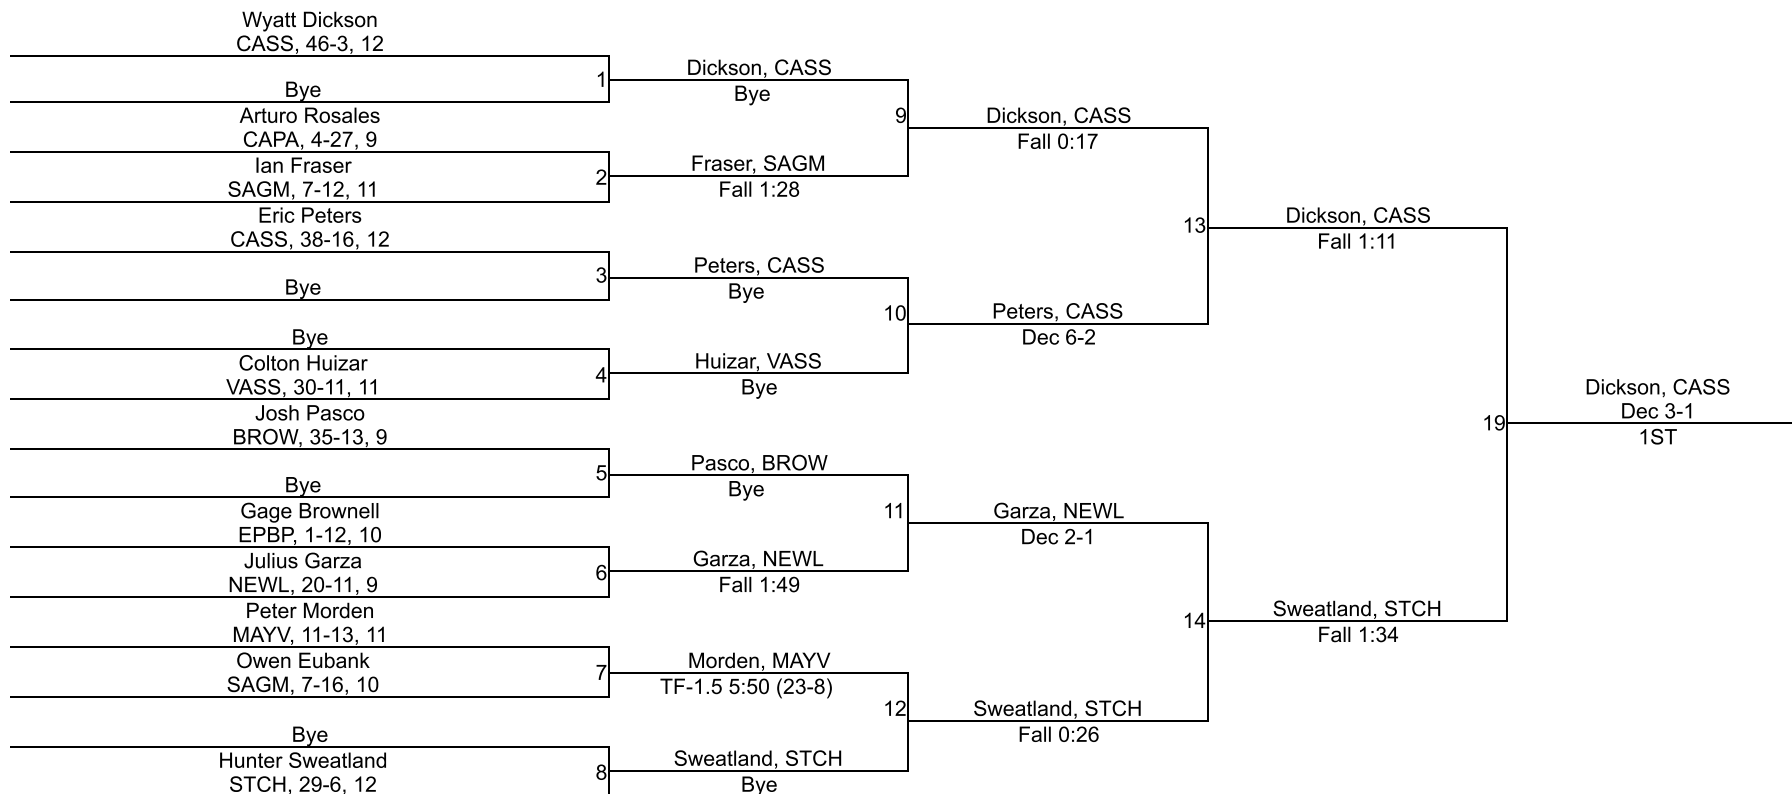 Wyatt Dickson
CASS, 46-3, 12
1
Bye
Arturo Rosales
CAPA, 4-27, 9
2
Ian Fraser
SAGM, 7-12, 11
Eric Peters
CASS, 38-16, 12
3
Bye
Bye
4
Colton Huizar
VASS, 30-11, 11
Josh Pasco
BROW, 35-13, 9
5
Bye
Gage Brownell
EPBP, 1-12, 10
6
Julius Garza
NEWL, 20-11, 9
Peter Morden
MAYV, 11-13, 11
7
Owen Eubank
SAGM, 7-16, 10
Bye
8
Hunter Sweatland
STCH, 29-6, 12
Dickson, CASS
Bye
9
Fraser, SAGM
Fall 1:28
Peters, CASS
Bye
10
Huizar, VASS
Bye
Pasco, BROW
Bye
11
Garza, NEWL
Fall 1:49
Morden, MAYV
TF-1.5 5:50 (23-8)
12
Sweatland, STCH
Bye
Dickson, CASS
Fall 0:17
13
Peters, CASS
Dec 6-2
Garza, NEWL
Dec 2-1
14
Sweatland, STCH
Fall 0:26
Dickson, CASS
Fall 1:11
19
Sweatland, STCH
Fall 1:34
Dickson, CASS
Dec 3-1
1ST